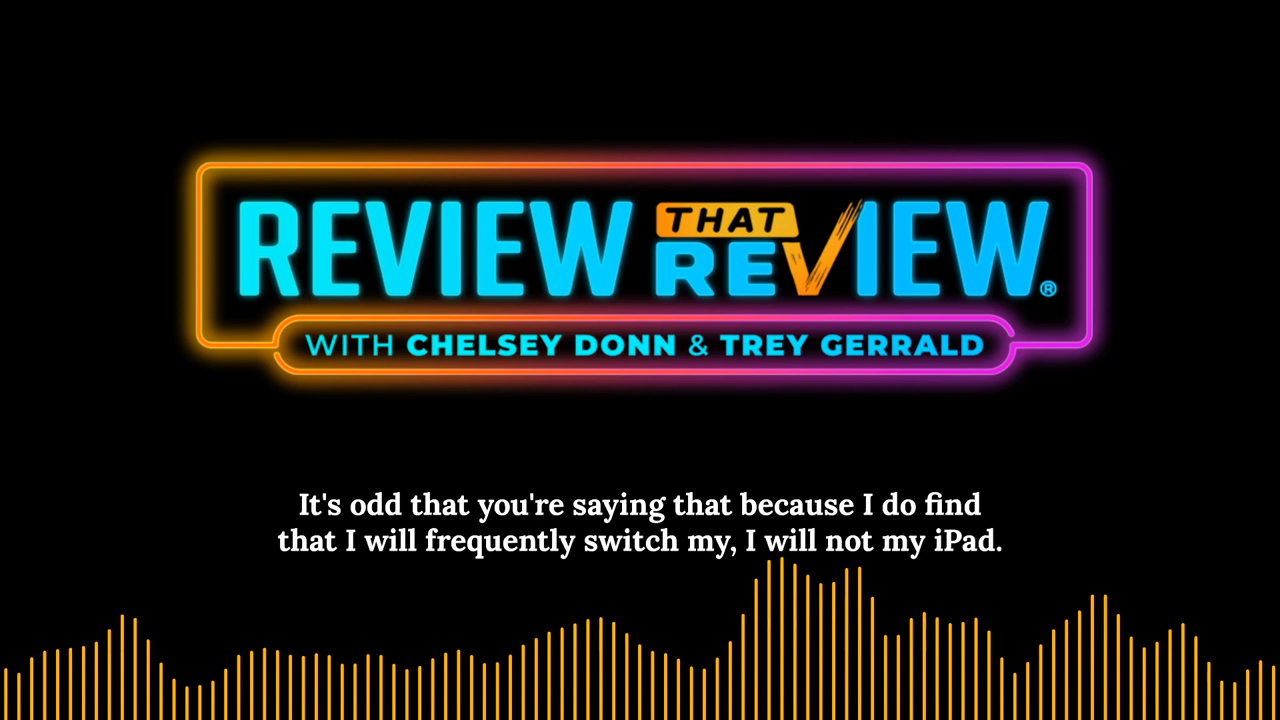 REVIEW THAT REVIEW®
WITH CHELSEY DONN & TREY GERRALD
It's odd that you're saying that because I do find
that I will frequently switch my, I will not my iPad.